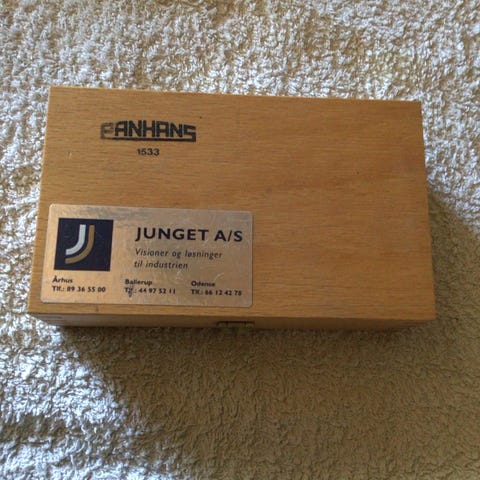 BANHANS
1533
J
JUNGET A/S
Visioner og løsninger
til industrien
Århus Ballerup Odense
Tlf.: 89 36 55 00 Tlf.: 44 97 52 11 Tlf.: 66 12 42 78